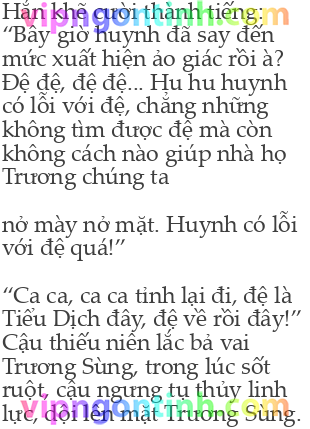 vipngontinh.com
Hắn khẽ cười thành tiếng:
“Bây giờ huynh đã say đến
mức xuất hiện ảo giác rồi à?
Đệ đệ, đệ đệ... Hu hu huynh
có lỗi với đệ, chẳng những
không tìm được đệ mà còn
không cách nào giúp nhà họ
Trương chúng ta
nở mày nở mặt. Huynh có lỗi
với đệ quá!”
“Ca ca, ca ca tỉnh lại đi, đệ là
Tiểu Dịch đây, đệ về rồi đây!”
Cậu thiếu niên lắc bả vai
Trương Sùng, trong lúc sốt
ruột, cậu ngưng tụ thủy linh
lực, dội lên mặt Trương Sùng.
vipngontinh.com